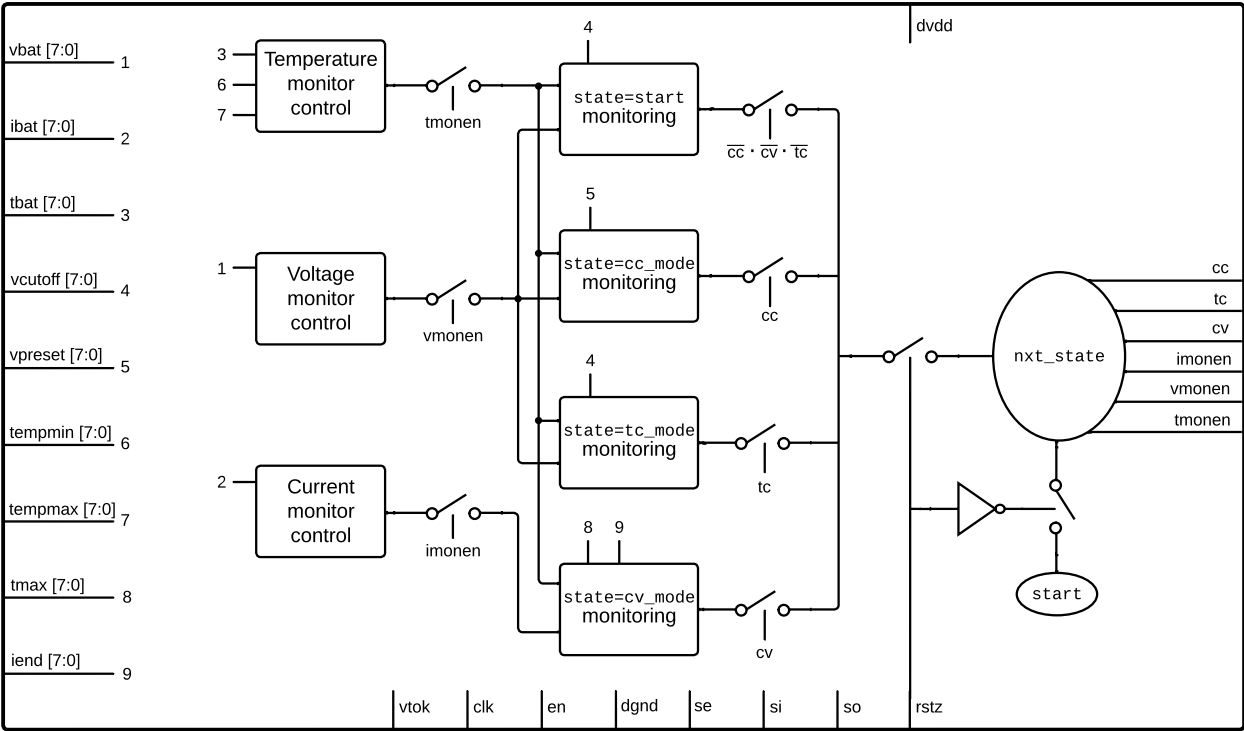 dvdd
vbat [7:0]
1
ibat [7:0]
2
tbat [7:0]
3
vcutoff [7:0]
4
vpreset [7:0]
5
tempmin [7:0]
6
tempmax [7:0]
7
tmax [7:0]
8
iend [7:0]
9
3
6
7
Temperature
monitor
control
tmonen
1
Voltage
monitor
control
vmonen
2
Current
monitor
control
imonen
4
state=start
monitoring
c̅c̅ · c̅v̅ · t̅c̅
5
state=cc_mode
monitoring
cc
4
state=tc_mode
monitoring
tc
8 9
state=cv_mode
monitoring
cv
nxt_state
start
cc
tc
cv
imonen
vmonen
tmonen
vtok clk en dgnd se si so rstz